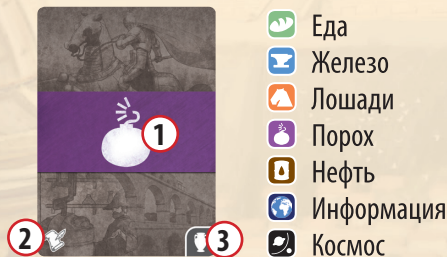 Еда
Железо
Лошади
1
Порох
Нефть
Информация
2
3
Космос